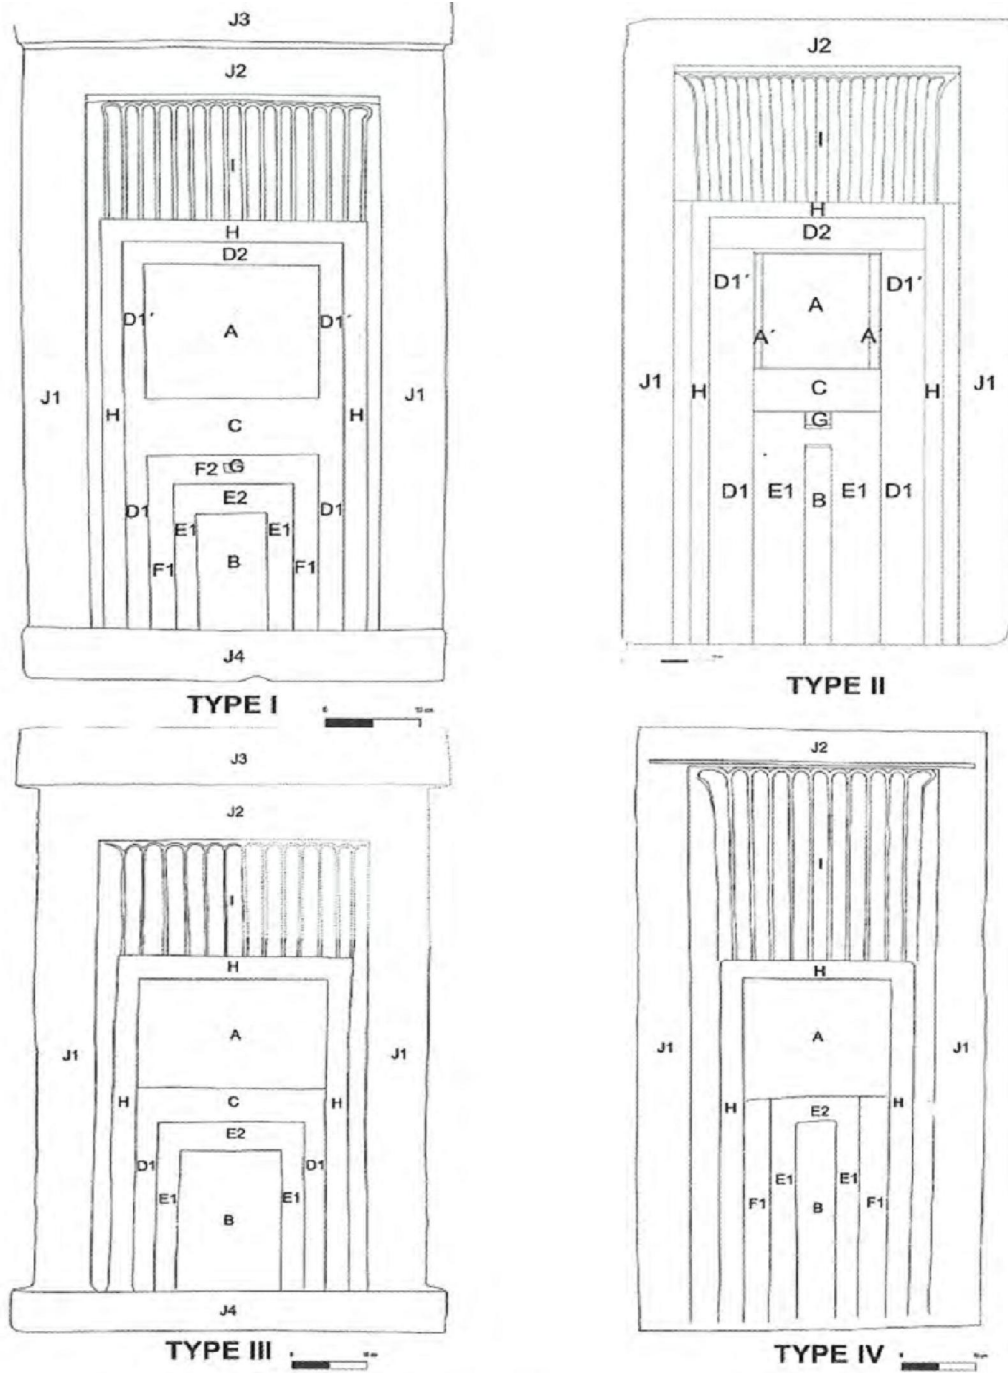 J3
J2
I
H
D2
D1´ A D1´
J1 H C H J1
F2 G
E2
D1 E1 E1 D1
F1 B F1
J4
TYPE I
J2
I
H
D2
D1´ A D1´
A´ A´
J1 H C H J1
G
D1 E1 B E1 D1
TYPE II
J3
J2
I
H
A
J1 J1
H C H
E2
D1 D1
E1 E1
B
J4
TYPE III
J2
I
H
A
J1 J1
H H
E2
E1 E1
F1 B F1
TYPE IV